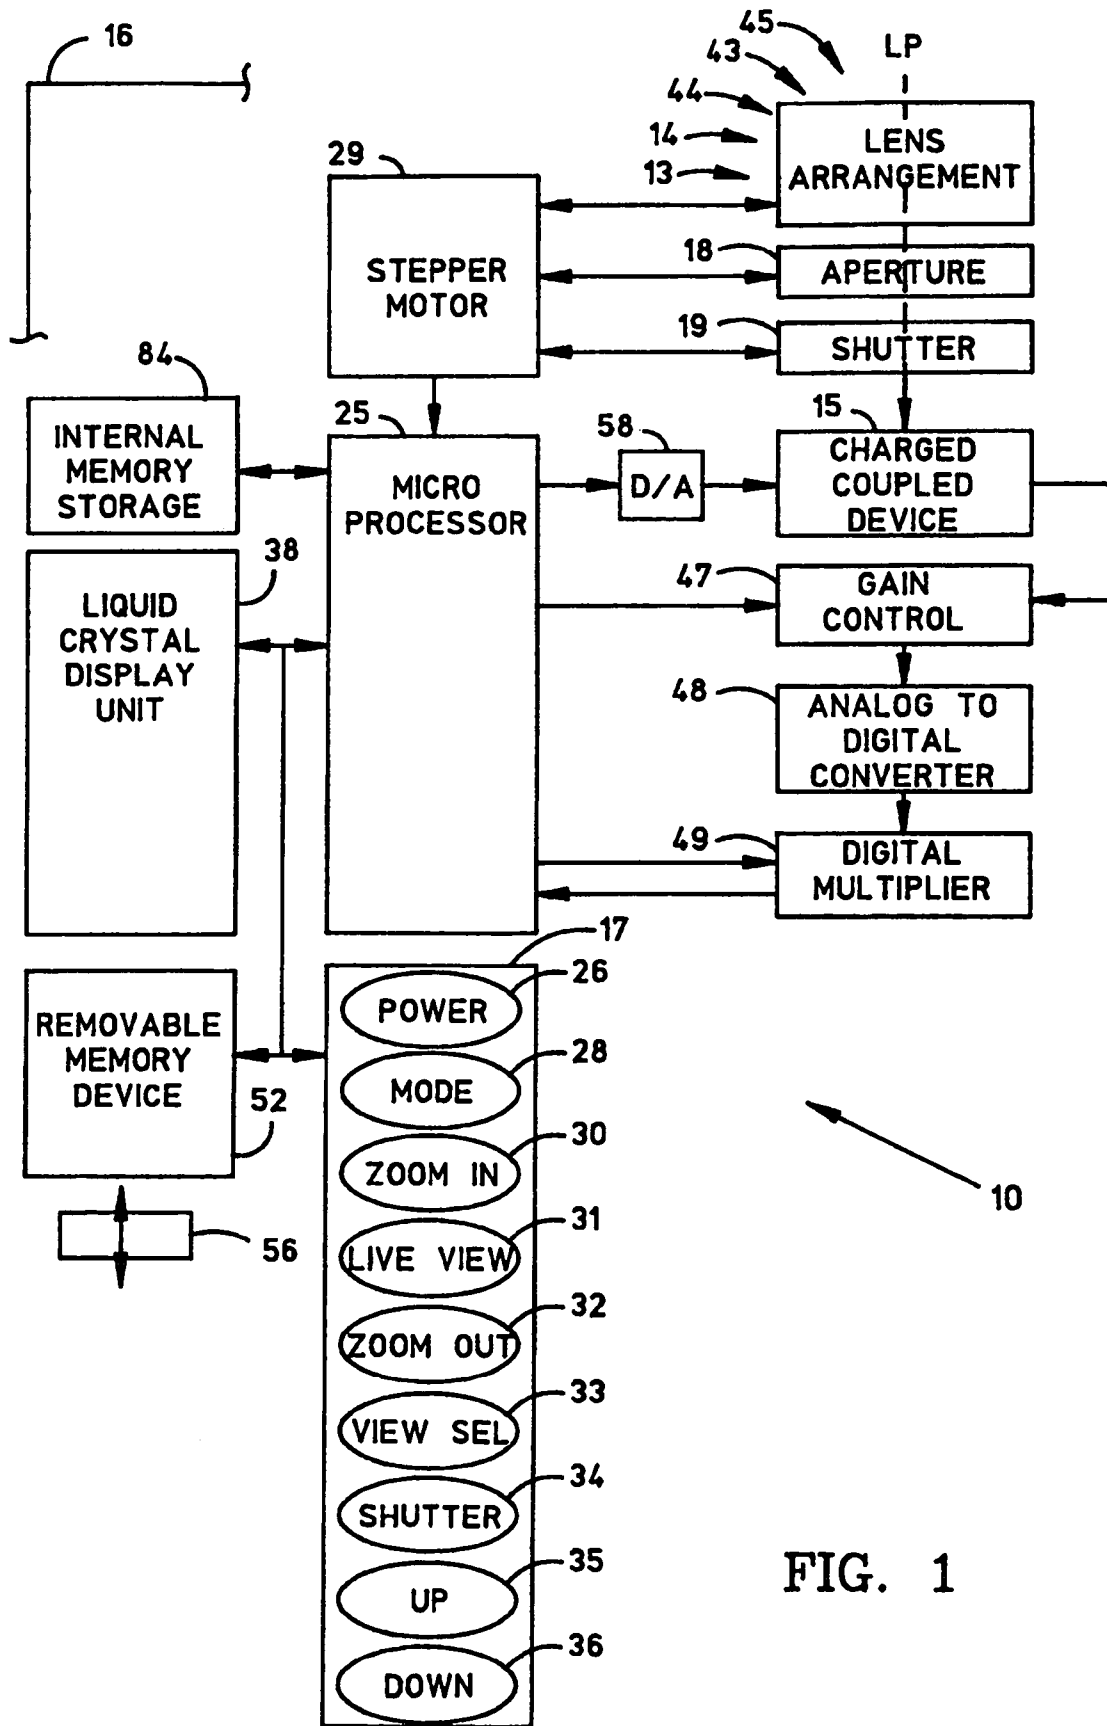 16
45
43
LP
44
14
13
LENS
ARRANGEMENT
29
STEPPER
MOTOR
18
APERTURE
19
SHUTTER
84
INTERNAL
MEMORY
STORAGE
25
MICRO
PROCESSOR
58
D/A
15
CHARGED
COUPLED
DEVICE
38
LIQUID
CRYSTAL
DISPLAY
UNIT
47
GAIN
CONTROL
48
ANALOG TO
DIGITAL
CONVERTER
49
DIGITAL
MULTIPLIER
17
REMOVABLE
MEMORY
DEVICE
52
56
26
POWER
28
MODE
30
ZOOM IN
31
LIVE VIEW
32
ZOOM OUT
33
VIEW SEL
34
SHUTTER
35
UP
36
DOWN
10
FIG. 1